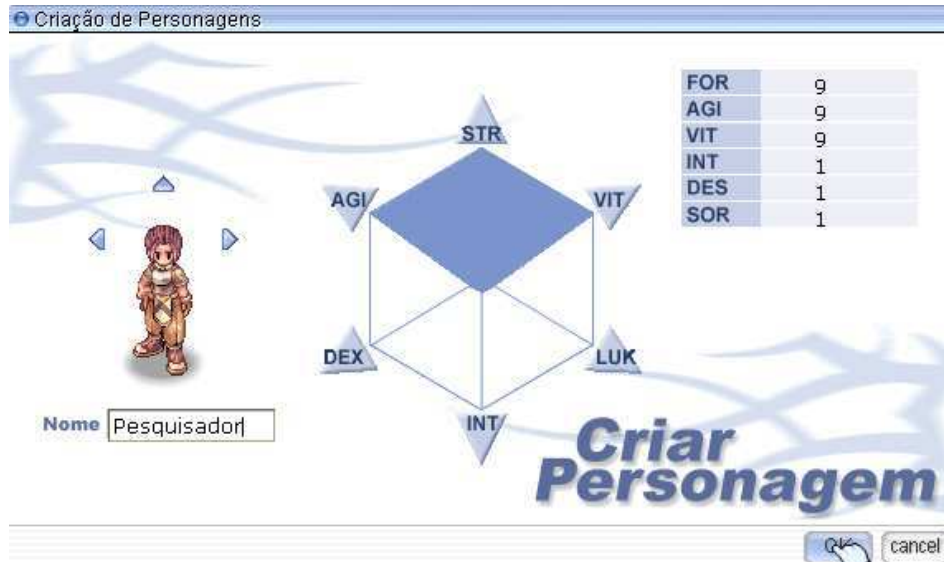 Criação de Personagens
FOR 9
AGI 9
VIT 9
INT 1
DES 1
SOR 1
STR
AGI
VIT
DEX
LUK
INT
Nome Pesquisador
Criar
Personagem
cancel